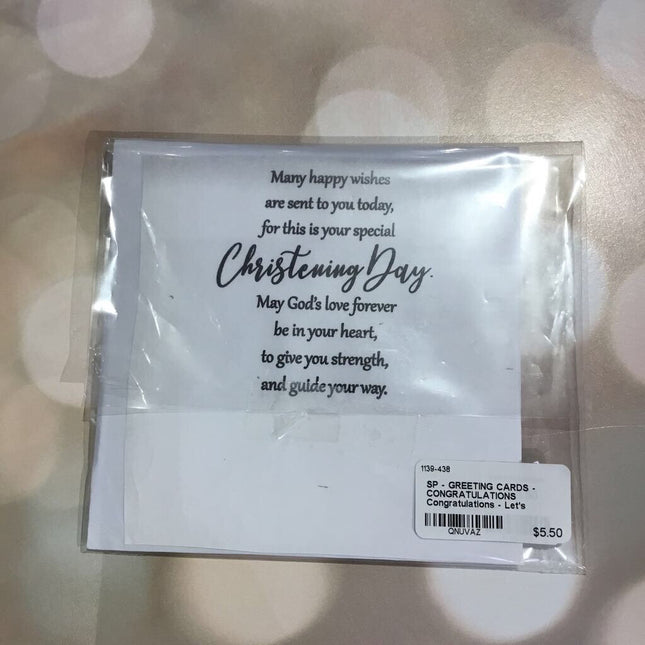 Many happy wishes
are sent to you today,
for this is your special
Christening Day.
May God's love forever
be in your heart,
to give you strength,
and guide your way.
1139-438
SP - GREETING CARDS -
CONGRATULATIONS
Congratulations - Let's
QNUVAZ
$5.50